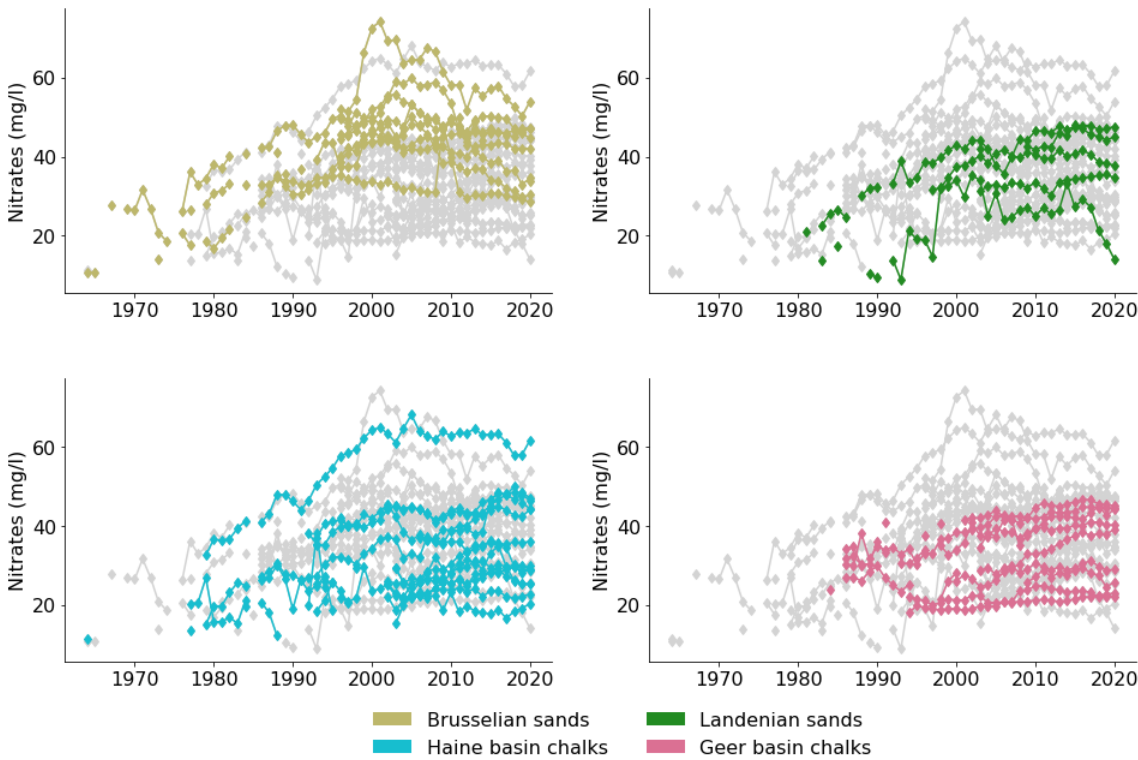 Nitrates (mg/l)
60
40
20
1970 1980 1990 2000 2010 2020
Nitrates (mg/l)
60
40
20
1970 1980 1990 2000 2010 2020
Nitrates (mg/l)
60
40
20
1970 1980 1990 2000 2010 2020
Nitrates (mg/l)
60
40
20
1970 1980 1990 2000 2010 2020
Brusselian sands
Landenian sands
Haine basin chalks
Geer basin chalks